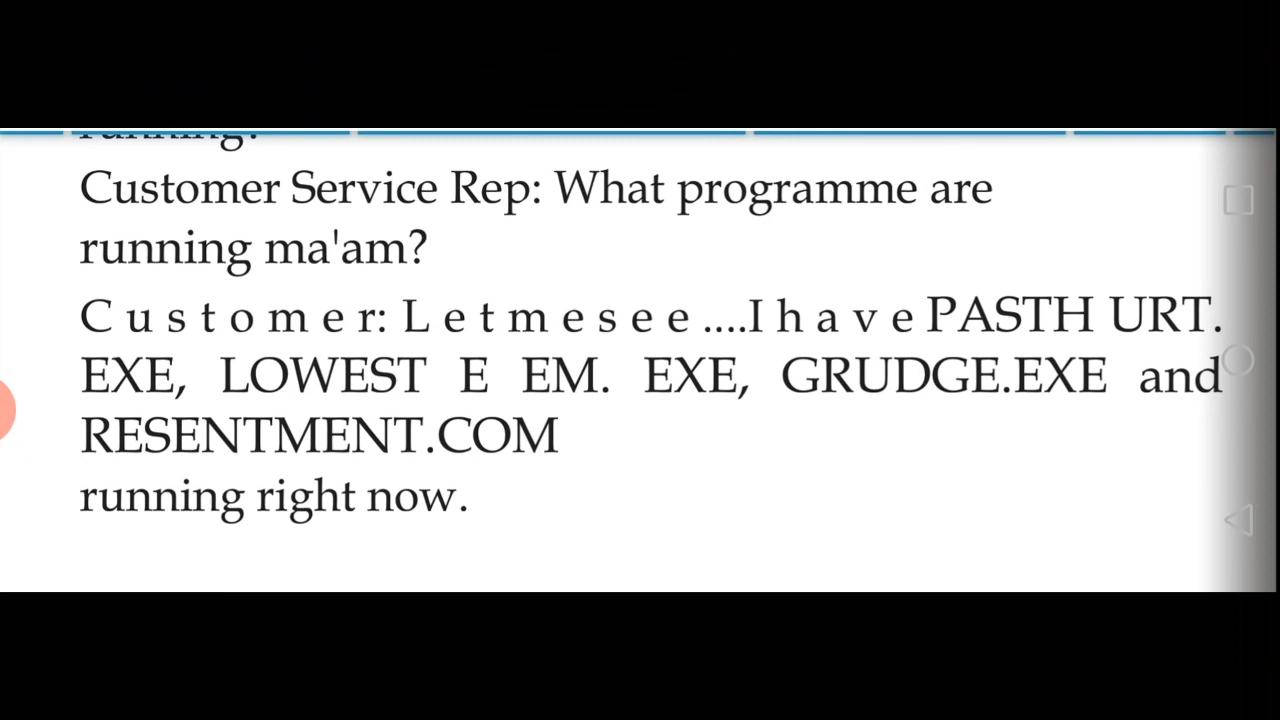 running?
Customer Service Rep: What programme are
running ma'am?
C u s t o m e r: L e t m e s e e ....I h a v e PASTH URT.
EXE, LOWEST E EM. EXE, GRUDGE.EXE and
RESENTMENT.COM
running right now.